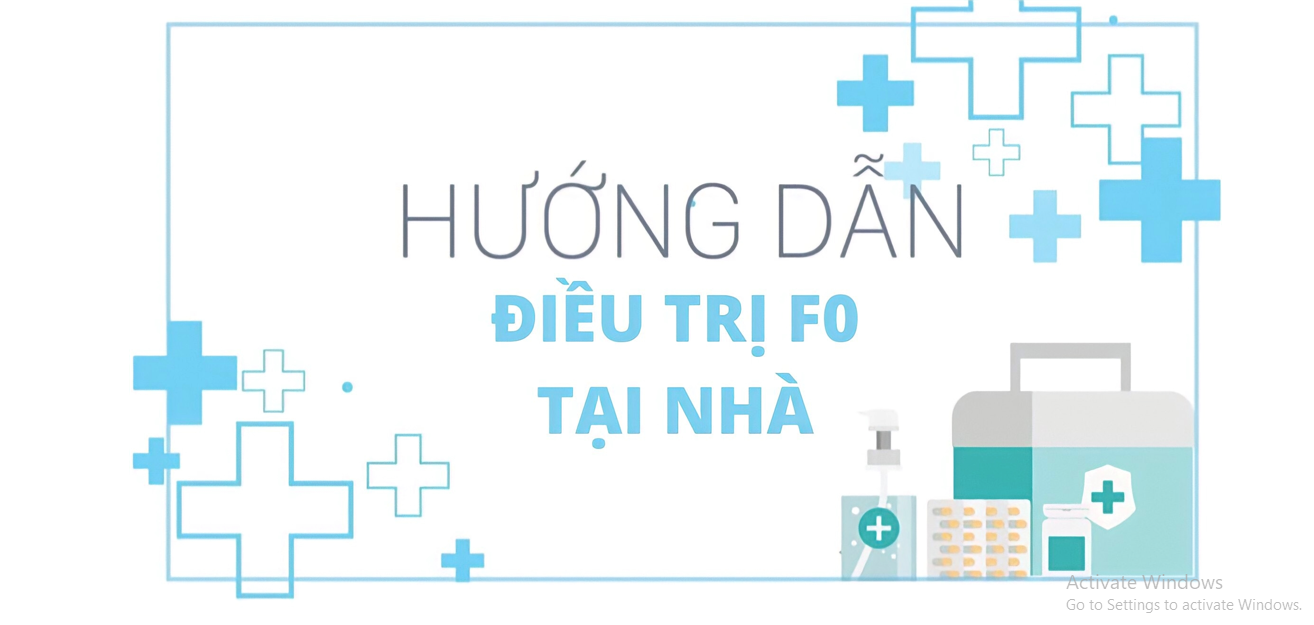 HƯỚNG DẪN
ĐIỀU TRỊ F0
TẠI NHÀ
Activate Windows
Go to Settings to activate Windows.